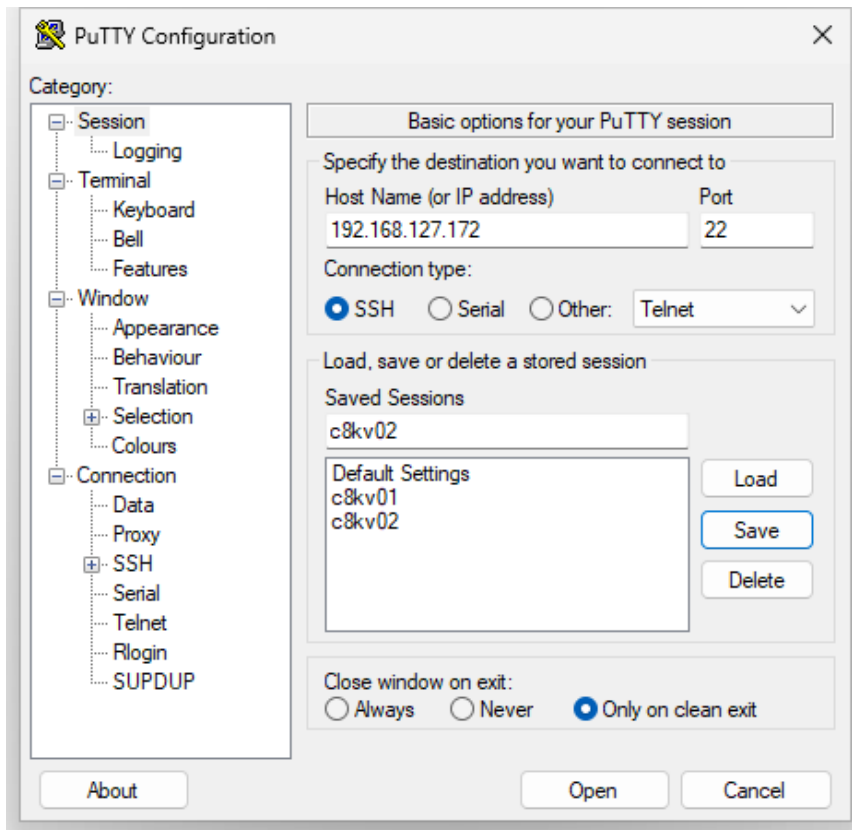 PuTTY Configuration
Category:
Session
Logging
Terminal
Keyboard
Bell
Features
Window
Appearance
Behaviour
Translation
Selection
Colours
Connection
Data
Proxy
SSH
Serial
Telnet
Rlogin
SUPDUP
Basic options for your PuTTY session
Specify the destination you want to connect to
Host Name (or IP address) Port
192.168.127.172 22
Connection type:
SSH Serial Other: Telnet
Load, save or delete a stored session
Saved Sessions
c8kv02
Default Settings
c8kv01
c8kv02
Load
Save
Delete
Close window on exit:
Always Never Only on clean exit
About Open Cancel